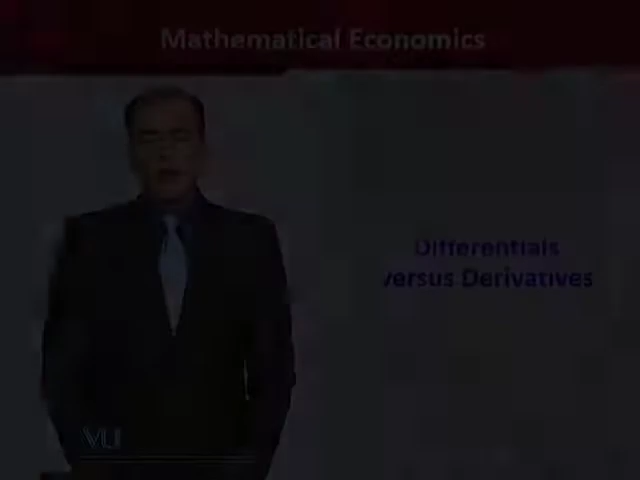 Mathematical Economics
Differentials
versus Derivatives
VU